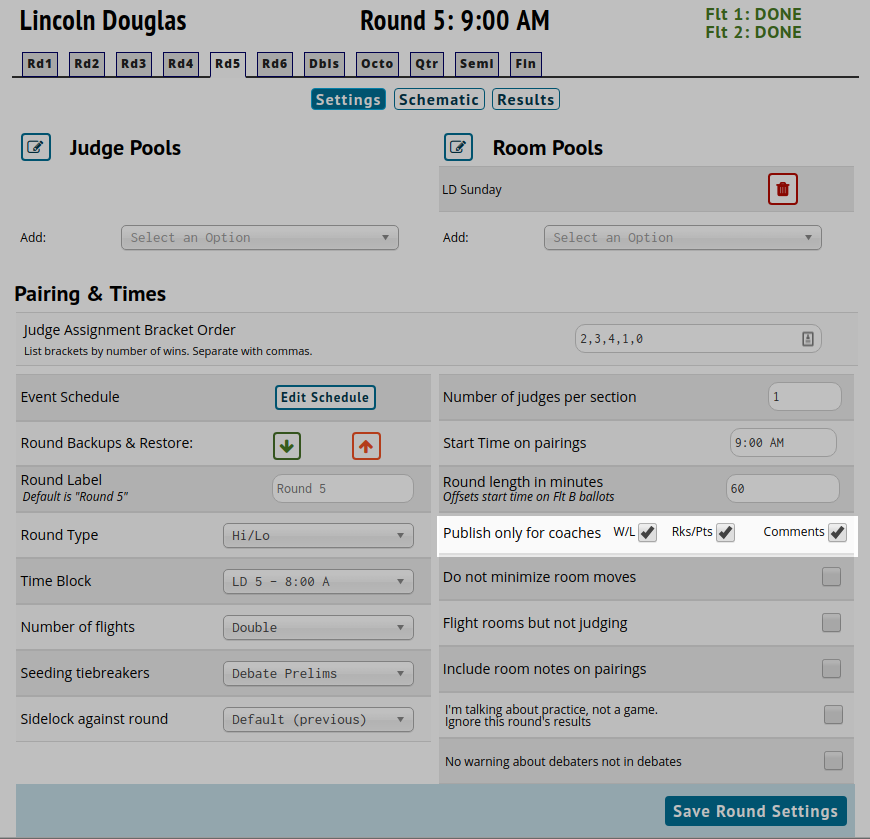 Lincoln Douglas
Round 5: 9:00 AM
Flt 1: DONE
Flt 2: DONE
Rd1 Rd2 Rd3 Rd4 Rd5 Rd6 Dbls Octo Qtr Semi Fin
Settings Schematic Results
Judge Pools
Add: Select an Option
Room Pools
LD Sunday
Add: Select an Option
Pairing & Times
Judge Assignment Bracket Order
List brackets by number of wins. Separate with commas.
2,3,4,1,0
Event Schedule Edit Schedule
Round Backups & Restore:
Round Label
Default is "Round 5"
Round 5
Round Type Hi/Lo
Time Block LD 5 - 8:00 A
Number of flights Double
Seeding tiebreakers Debate Prelims
Sidelock against round Default (previous)
Number of judges per section 1
Start Time on pairings 9:00 AM
Round length in minutes
Offsets start time on Flt B ballots
60
Publish only for coaches W/L Rks/Pts Comments
Do not minimize room moves
Flight rooms but not judging
Include room notes on pairings
I'm talking about practice, not a game.
Ignore this round's results
No warning about debaters not in debates
Save Round Settings